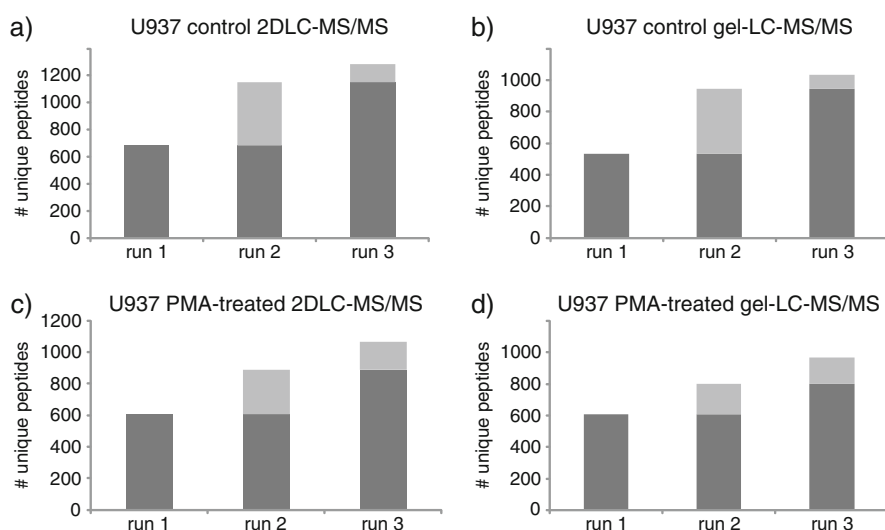 a)
U937 control 2DLC-MS/MS
# unique peptides
1200
1000
800
600
400
200
0
run 1
run 2
run 3
b)
U937 control gel-LC-MS/MS
# unique peptides
1000
800
600
400
200
0
run 1
run 2
run 3
c)
U937 PMA-treated 2DLC-MS/MS
# unique peptides
1200
1000
800
600
400
200
0
run 1
run 2
run 3
d)
U937 PMA-treated gel-LC-MS/MS
# unique peptides
1000
800
600
400
200
0
run 1
run 2
run 3